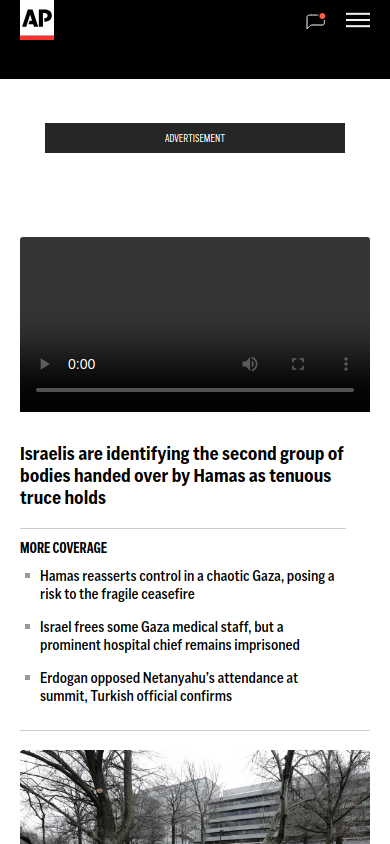 AP
ADVERTISEMENT
0:00
Israelis are identifying the second group of
bodies handed over by Hamas as tenuous
truce holds
MORE COVERAGE
Hamas reasserts control in a chaotic Gaza, posing a
risk to the fragile ceasefire
Israel frees some Gaza medical staff, but a
prominent hospital chief remains imprisoned
Erdogan opposed Netanyahu's attendance at
summit, Turkish official confirms